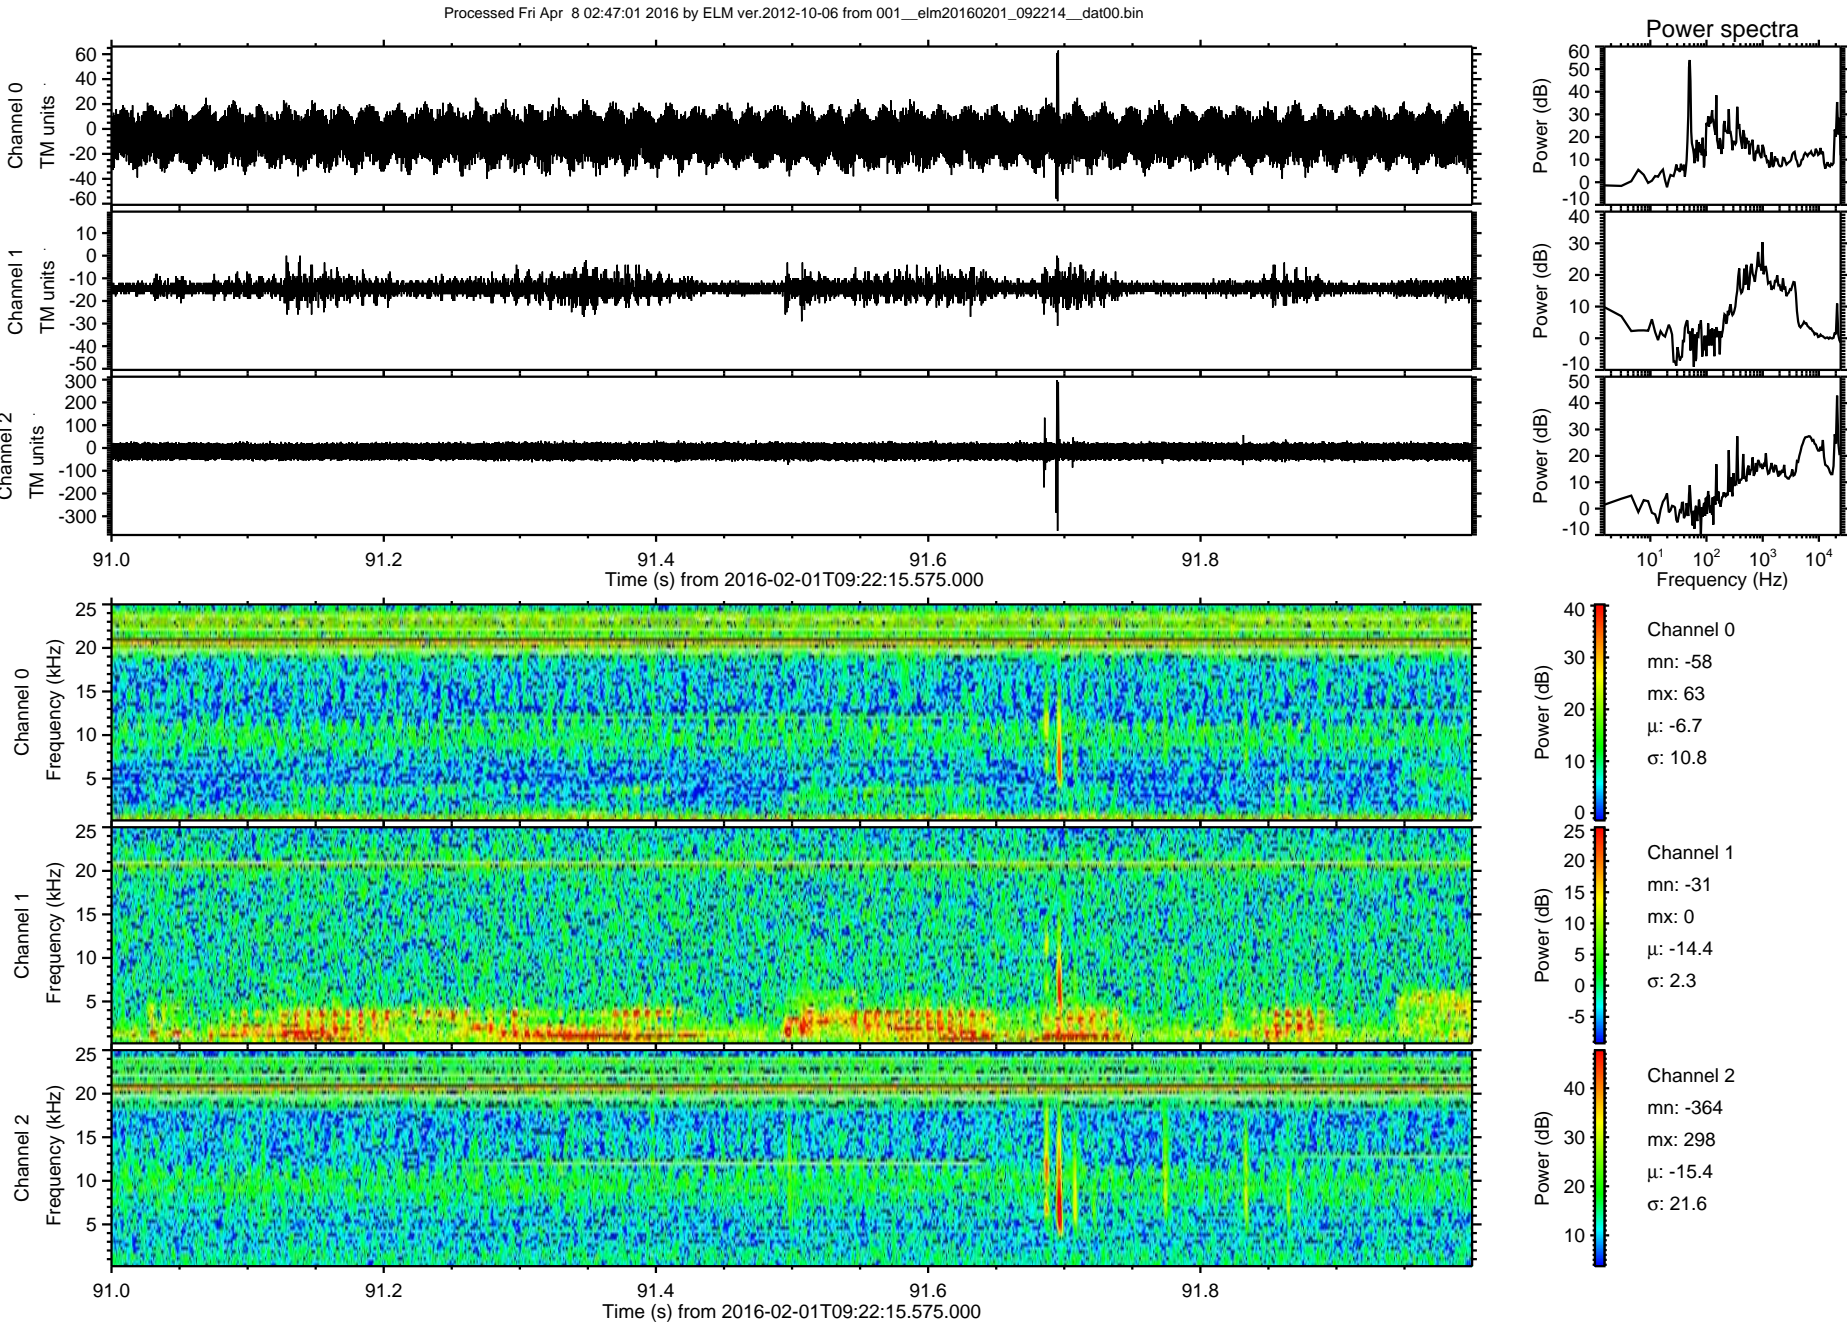 Processed Fri Apr  8 02:47:01 2016 by ELM ver.2012-10-06 from 001__elm20160201_092214__dat00.bin
Power spectra
Channel 0
TM units
60
40
20
0
-20
-40
-60
Power (dB)
60
50
40
30
20
10
0
-10
Channel 1
TM units
10
0
-10
-20
-30
-40
-50
Power (dB)
40
30
20
10
0
-10
Channel 2
TM units
300
200
100
0
-100
-200
-300
Power (dB)
50
40
30
20
10
0
-10
91.0 91.2 91.4 91.6 91.8
Time (s) from 2016-02-01T09:22:15.575.000
10^1 10^2 10^3 10^4
Frequency (Hz)
Channel 0
Frequency (kHz)
25
20
15
10
5
Power (dB)
40
30
20
10
0
Channel 0
mn: -58
mx: 63
μ: -6.7
σ: 10.8
Channel 1
Frequency (kHz)
25
20
15
10
5
Power (dB)
25
20
15
10
5
0
-5
Channel 1
mn: -31
mx: 0
μ: -14.4
σ: 2.3
Channel 2
Frequency (kHz)
25
20
15
10
5
Power (dB)
40
30
20
10
Channel 2
mn: -364
mx: 298
μ: -15.4
σ: 21.6
91.0 91.2 91.4 91.6 91.8
Time (s) from 2016-02-01T09:22:15.575.000